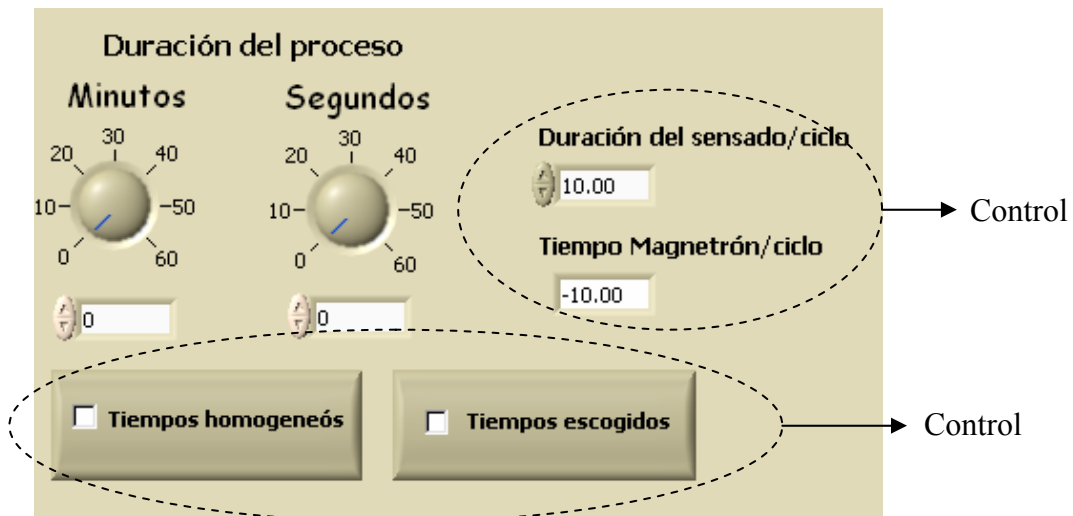 Duración del proceso
Minutos
Segundos
0
10
20
30
40
50
60
0
0
10
20
30
40
50
60
0
Duración del sensado/ciclo
10.00
Tiempo Magnetrón/ciclo
-10.00
Control
Tiempos homogeneós
Tiempos escogidos
Control